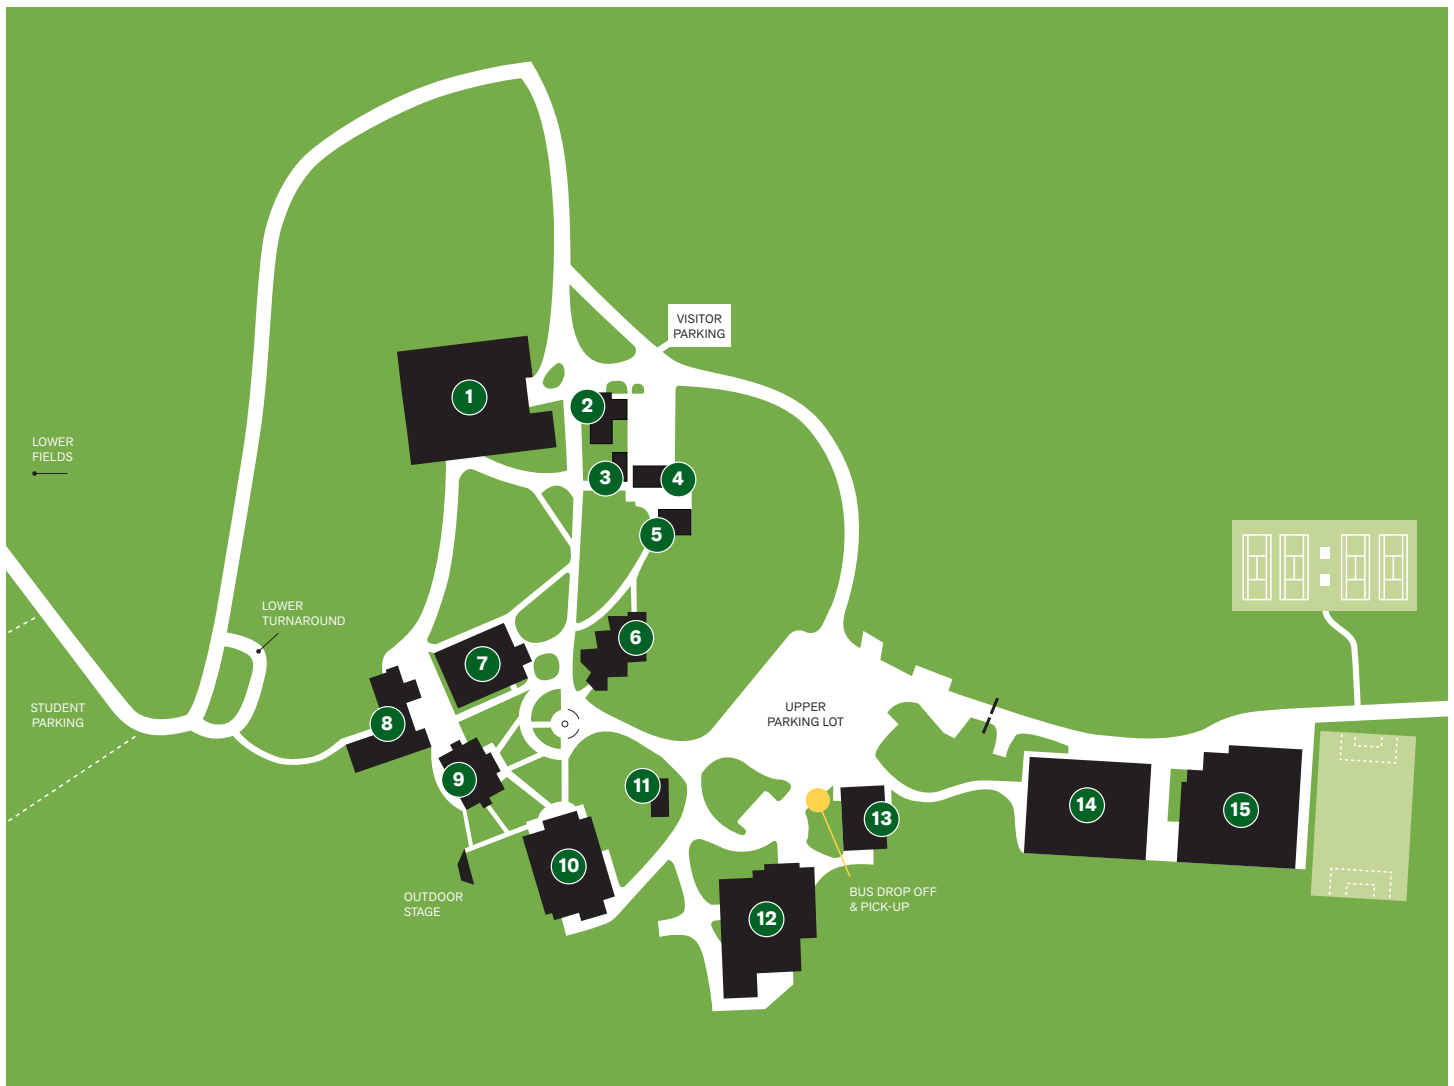 VISITOR
PARKING
1
2
LOWER
FIELDS
3
4
5
LOWER
TURNAROUND
6
7
STUDENT
PARKING
8
UPPER
PARKING LOT
9
11
14
15
13
10
OUTDOOR
STAGE
12
BUS DROP OFF
& PICK-UP